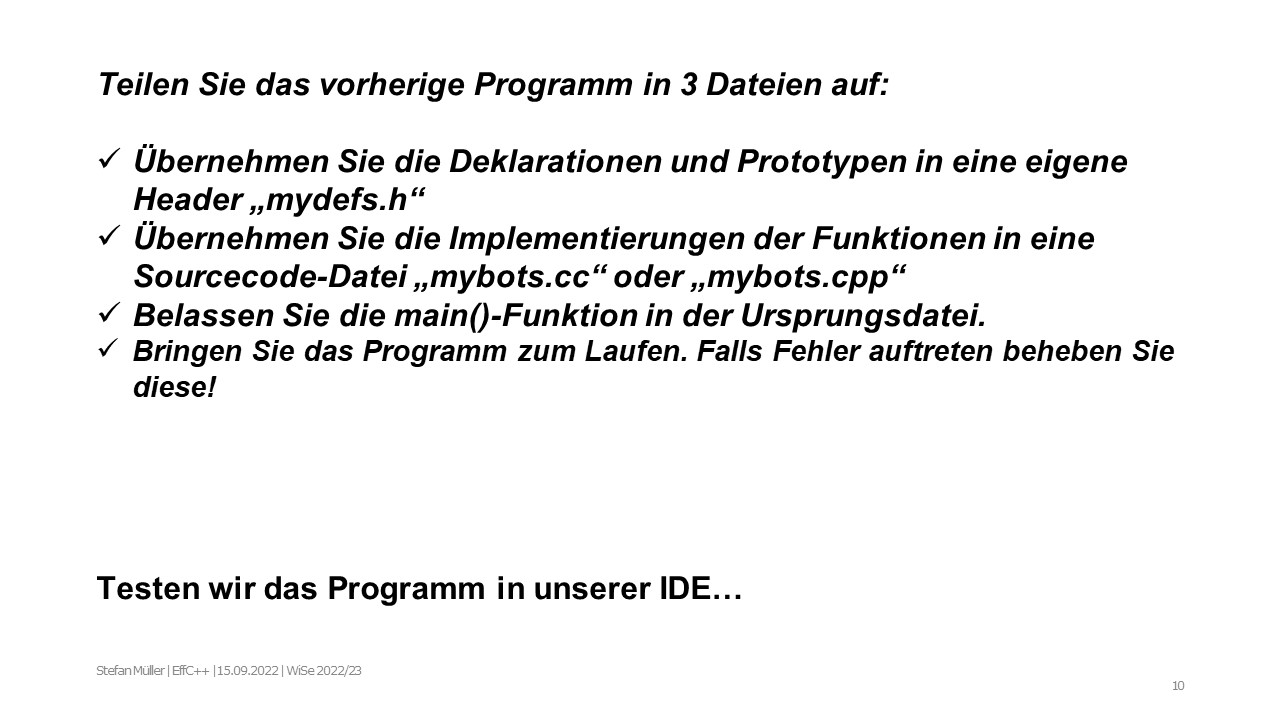 Teilen Sie das vorherige Programm in 3 Dateien auf:
✓ Übernehmen Sie die Deklarationen und Prototypen in eine eigene
Header „mydefs.h“
✓ Übernehmen Sie die Implementierungen der Funktionen in eine
Sourcecode-Datei „mybots.cc“ oder „mybots.cpp“
✓ Belassen Sie die main()-Funktion in der Ursprungsdatei.
✓ Bringen Sie das Programm zum Laufen. Falls Fehler auftreten beheben Sie
diese!
Testen wir das Programm in unserer IDE…
Stefan Müller | EffC++ | 15.09.2022 | WiSe 2022/23
10